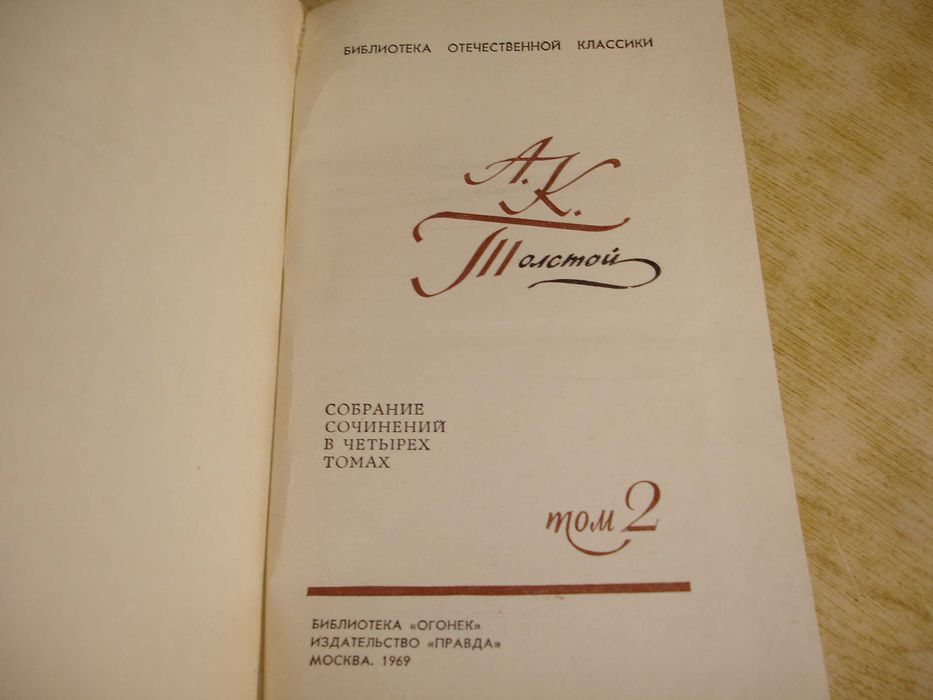 БИБЛИОТЕКА ОТЕЧЕСТВЕННОЙ КЛАССИКИ
А. К.
Толстой
СОБРАНИЕ
СОЧИНЕНИЙ
В ЧЕТЫРЕХ
ТОМАХ
том 2
БИБЛИОТЕКА «ОГОНЕК»
ИЗДАТЕЛЬСТВО «ПРАВДА»
МОСКВА. 1969